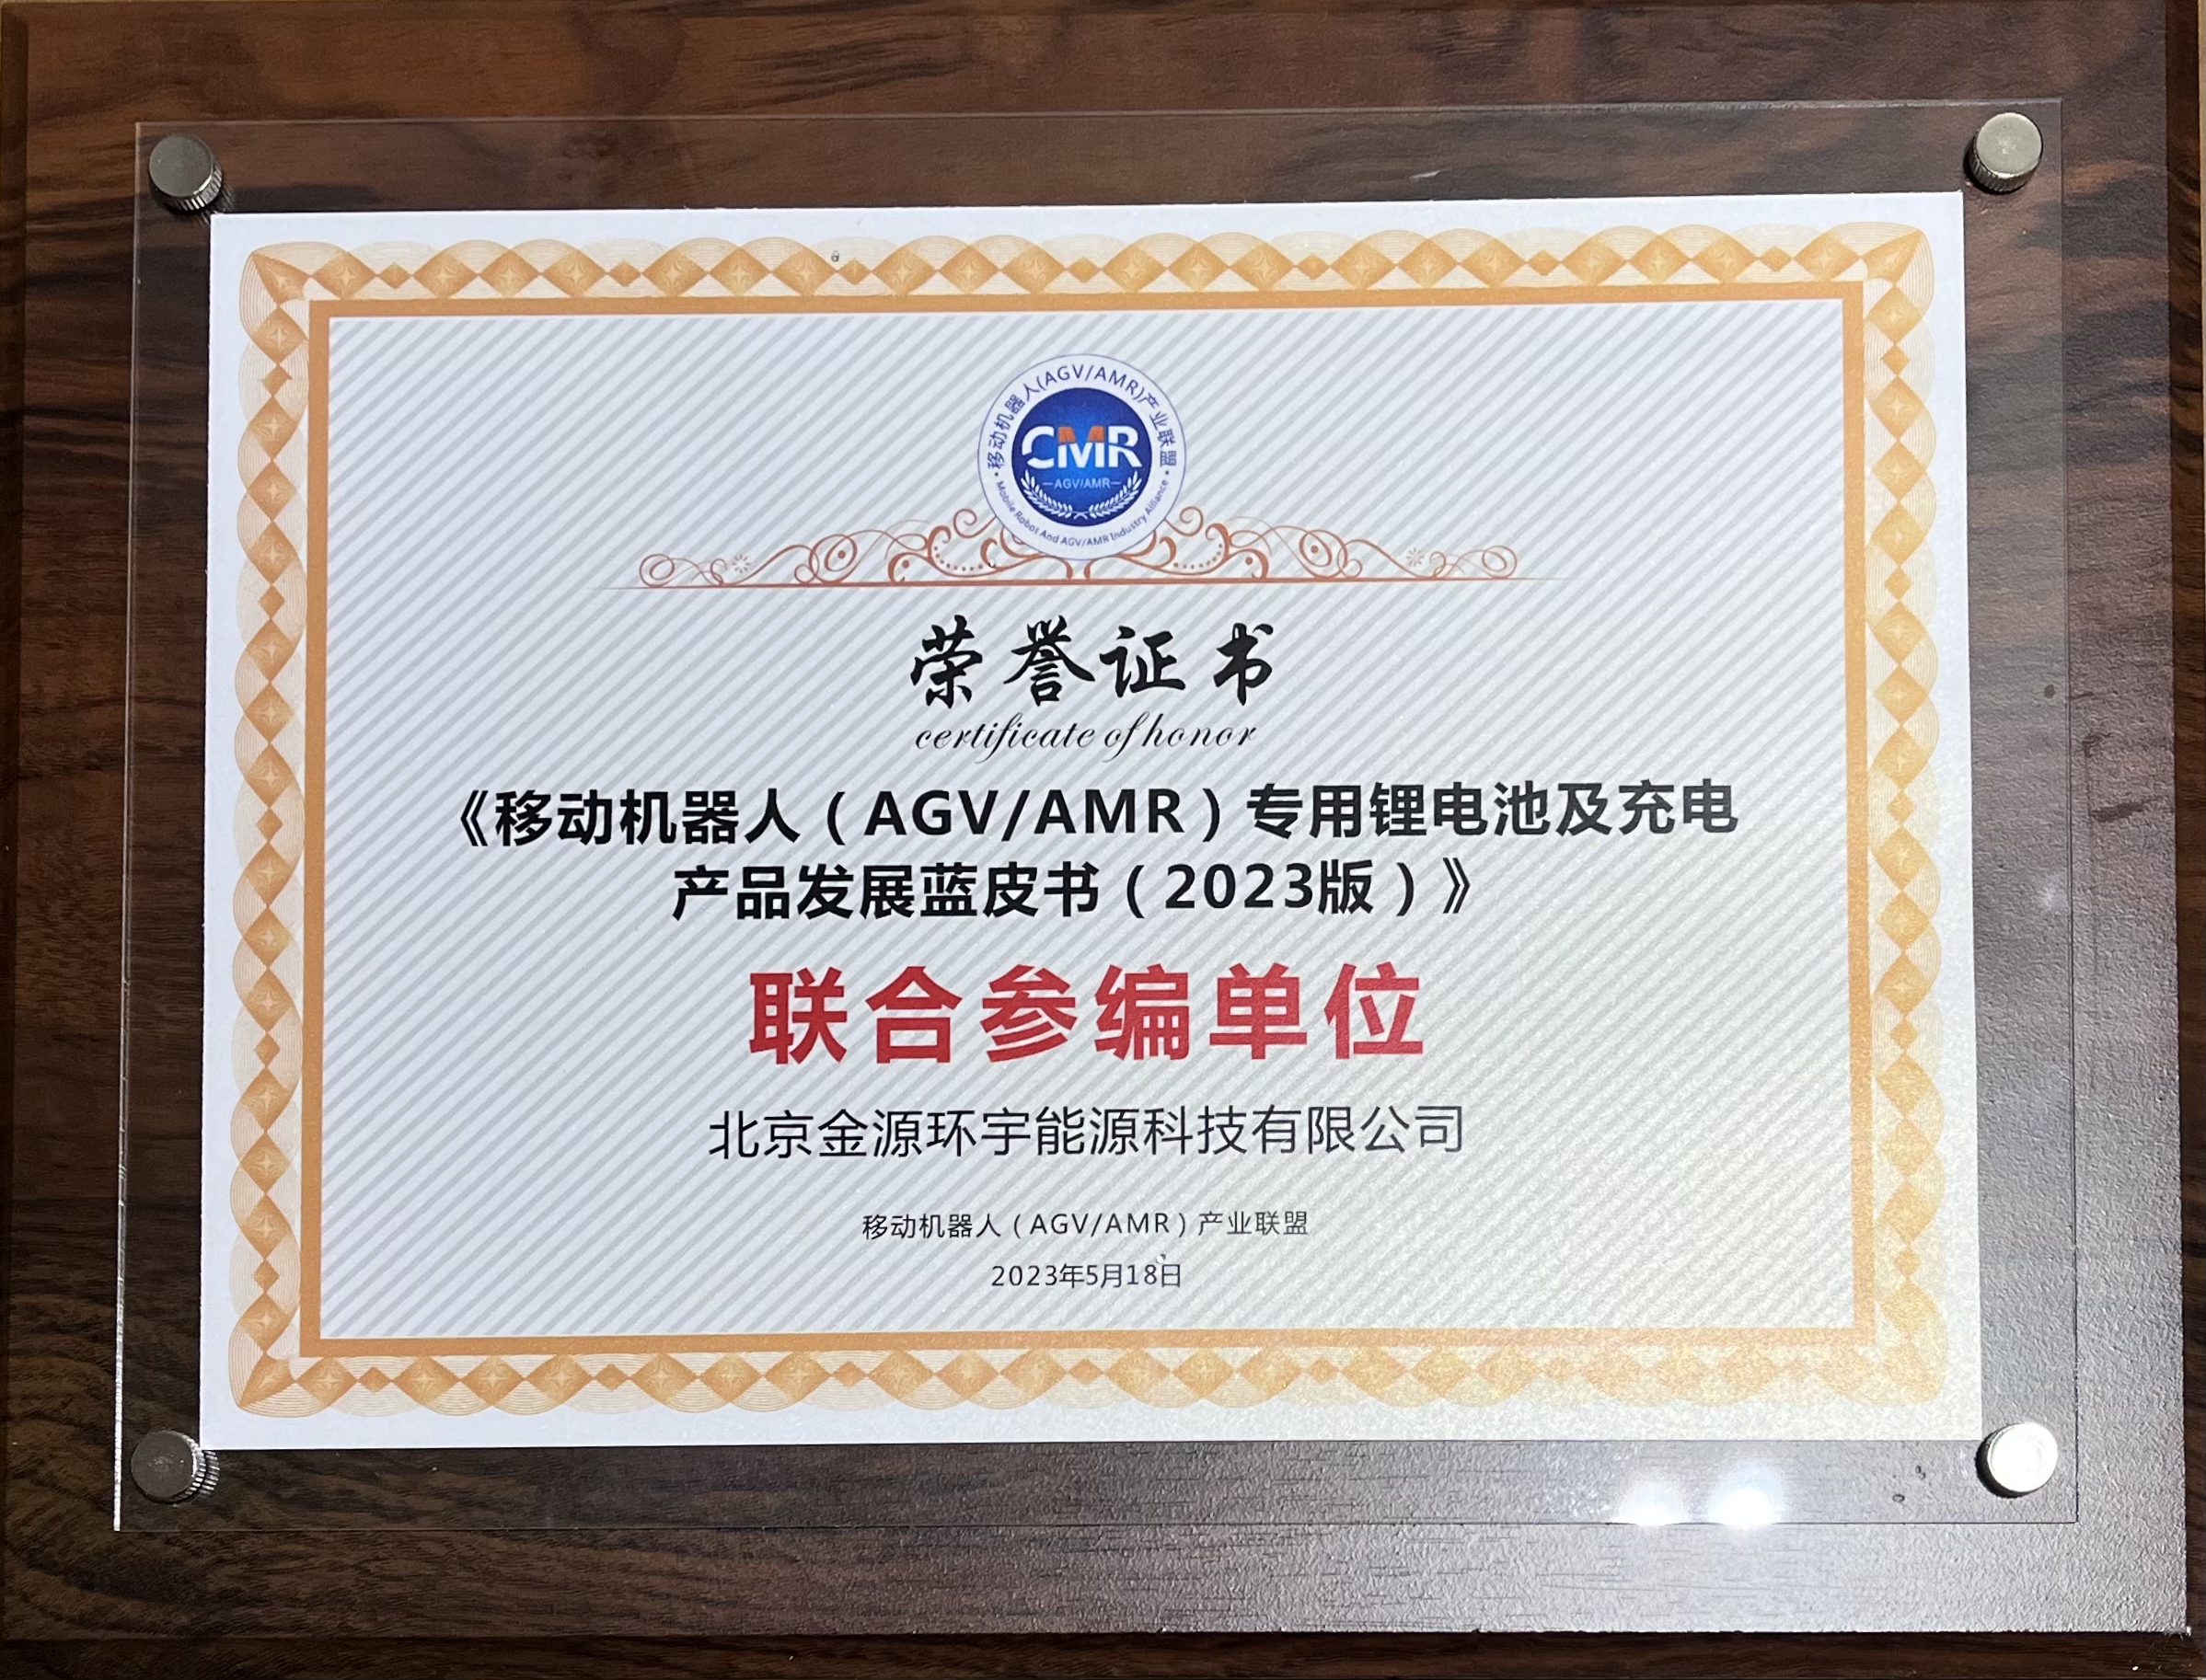 移动机器人(AGV/AMR)产业联盟
CMR
AGV/AMR
Mobile Robot And AGV/AMR Industry Alliance
荣誉证书
certificate of honor
《移动机器人（AGV/AMR）专用锂电池及充电
产品发展蓝皮书（2023版）》
联合参编单位
北京金源环宇能源科技有限公司
移动机器人（AGV/AMR）产业联盟
2023年5月18日